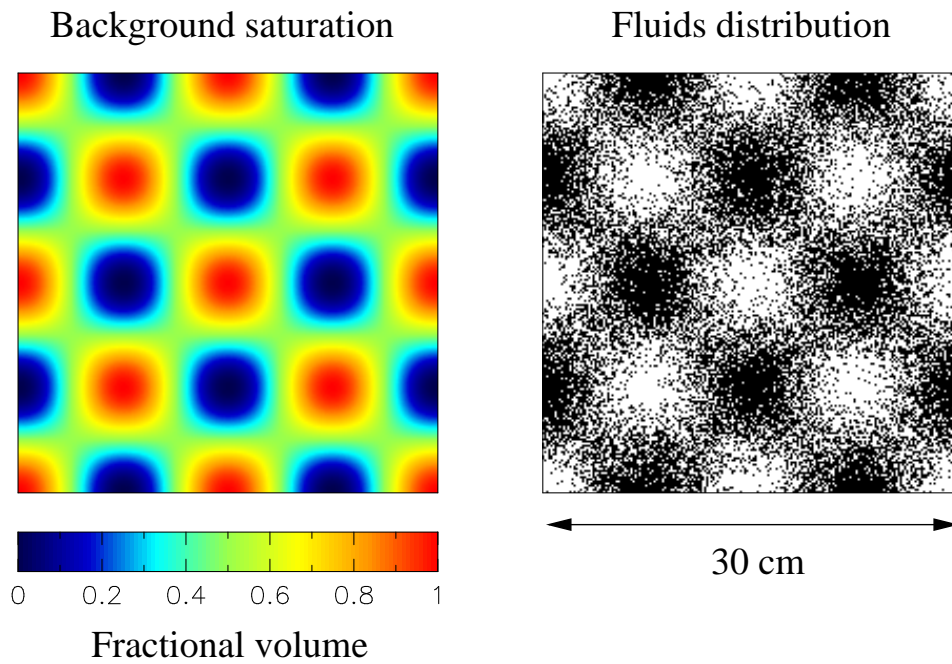 Background saturation
Fluids distribution
0 0.2 0.4 0.6 0.8 1
Fractional volume
30 cm